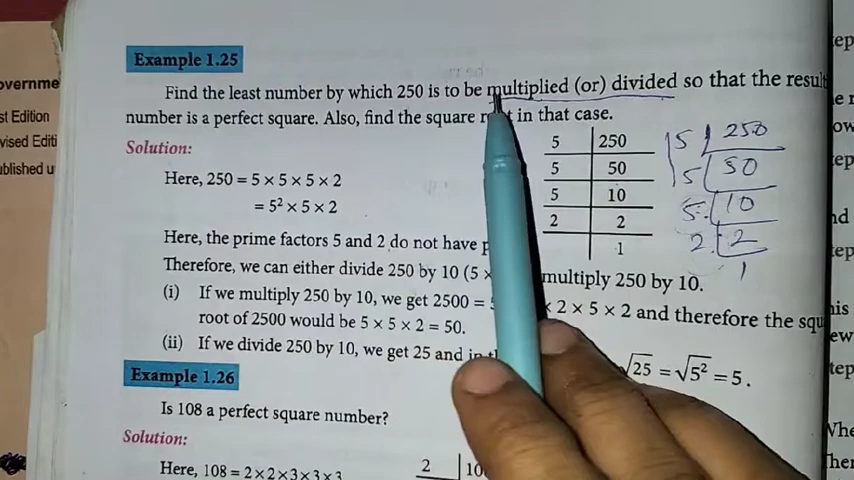 Example 1.25
Find the least number by which 250 is to be multiplied (or) divided so that the result
number is a perfect square. Also, find the square in that case.
Solution:
Here, 250 = 5 × 5 × 5 × 2
= 5² × 5 × 2
5 250
5 50
5 10
2 2
1
5 250
5 50
5 10
2 2
1
Here, the prime factors 5 and 2 do not have
Therefore, we can either divide 250 by 10 (5 × multiply 250 by 10.
(i) If we multiply 250 by 10, we get 2500 = × 2 × 5 × 2 and therefore the squ
root of 2500 would be 5 × 5 × 2 = 50.
(ii) If we divide 250 by 10, we get 25 and in √25 = √5² = 5.
Example 1.26
Is 108 a perfect square number?
Solution:
Here, 108 = 2 × 2 × 3 × 3 × 3
2 10
overnme
st Edition
vised Editi
ublished u